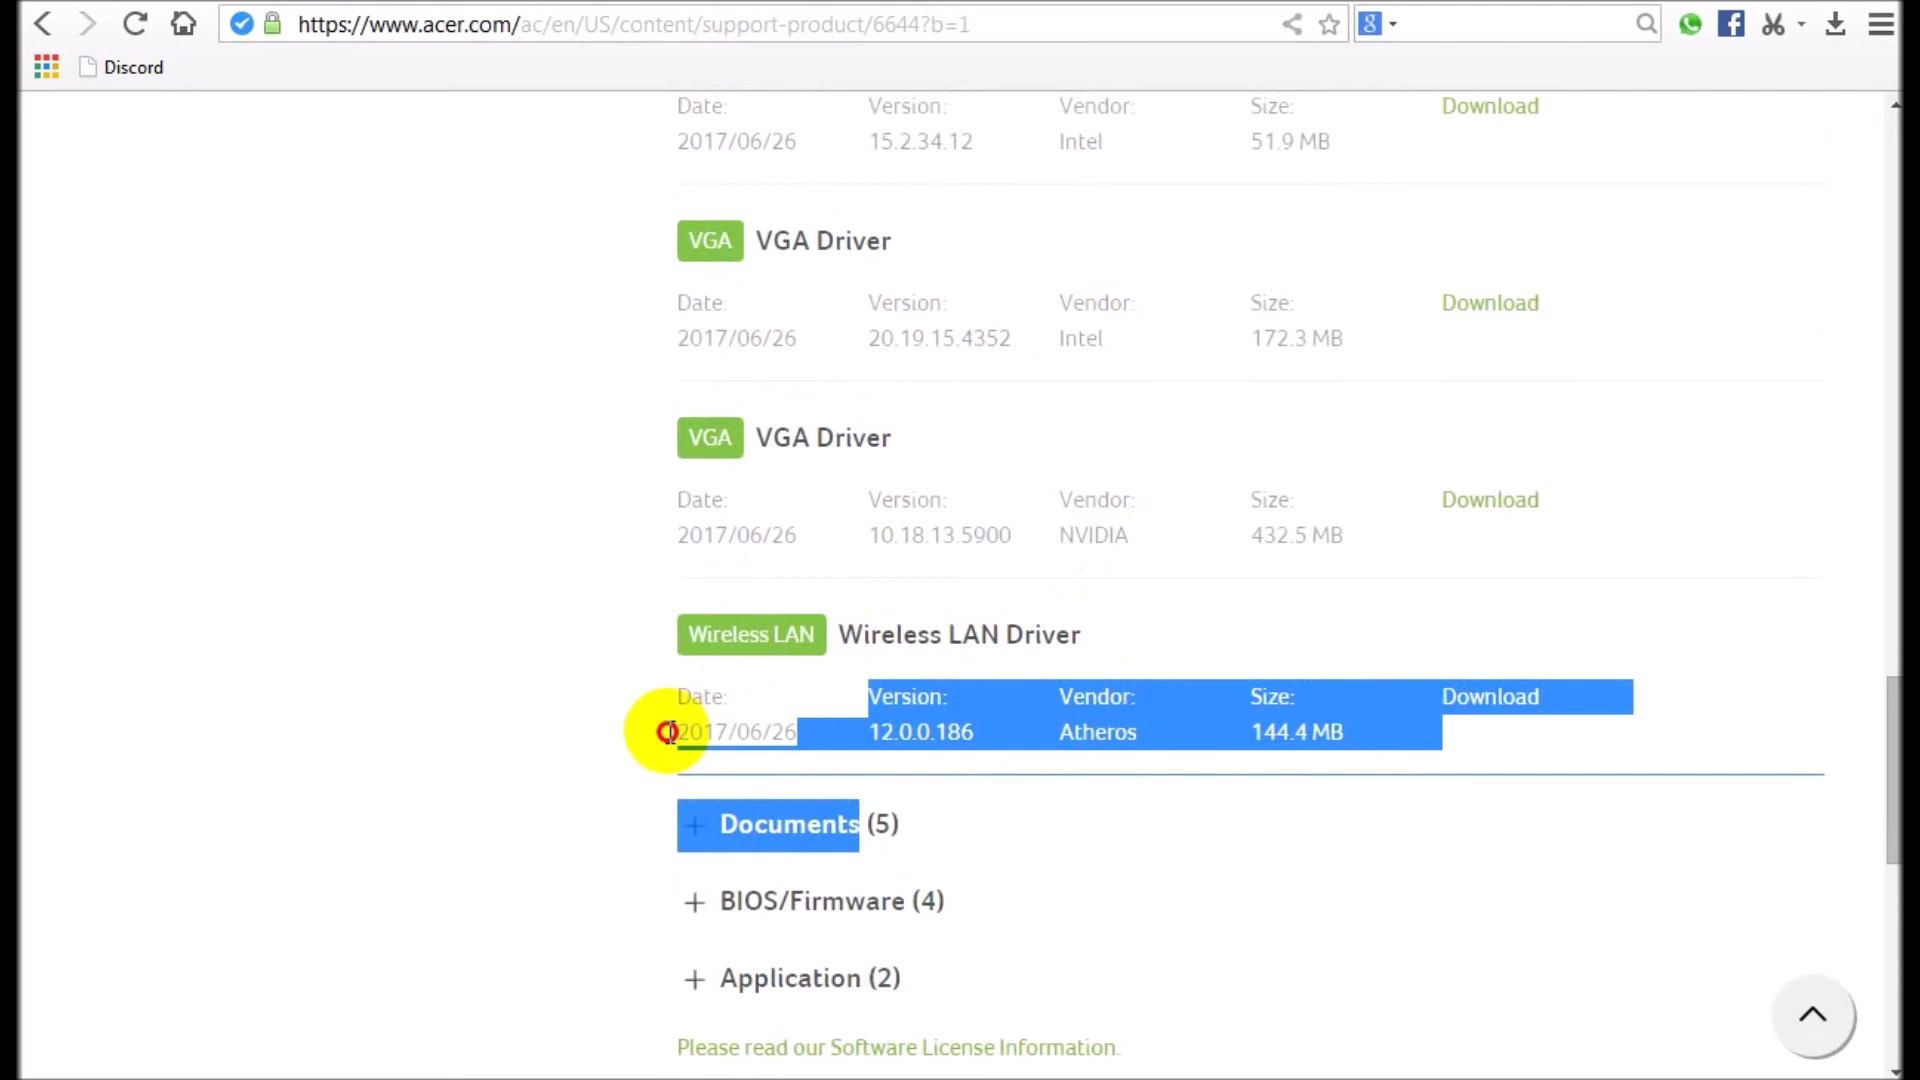 https://www.acer.com/ac/en/US/content/support-product/6644?b=1
8
Discord
Date: Version: Vendor: Size: Download
2017/06/26 15.2.34.12 Intel 51.9 MB
VGA VGA Driver
Date: Version: Vendor: Size: Download
2017/06/26 20.19.15.4352 Intel 172.3 MB
VGA VGA Driver
Date: Version: Vendor: Size: Download
2017/06/26 10.18.13.5900 NVIDIA 432.5 MB
Wireless LAN Wireless LAN Driver
Date: Version: Vendor: Size: Download
2017/06/26 12.0.0.186 Atheros 144.4 MB
+ Documents (5)
+ BIOS/Firmware (4)
+ Application (2)
Please read our Software License Information.